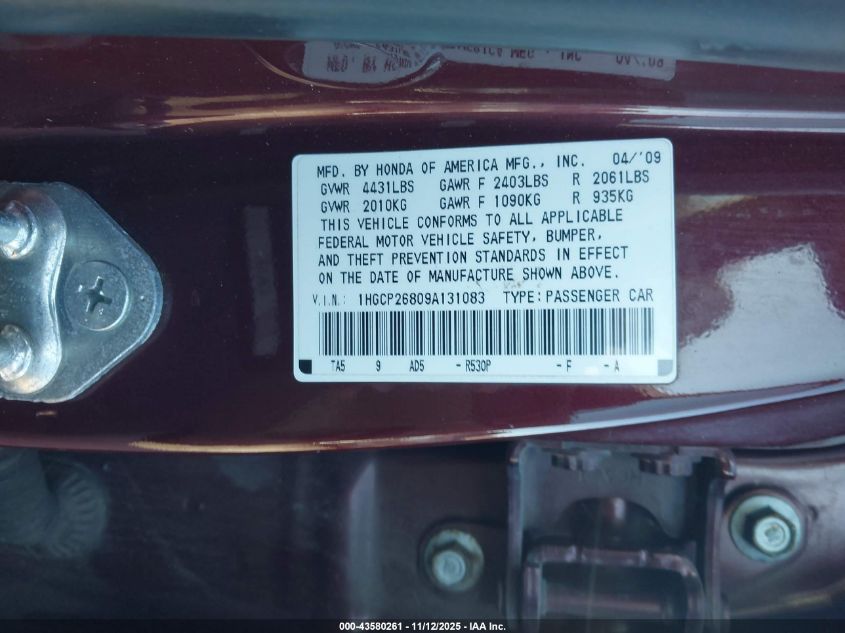 MFD. BY HONDA OF AMERICA MFG., INC. 04/'09
GVWR 4431LBS GAWR F 2403LBS R 2061LBS
GVWR 2010KG GAWR F 1090KG R 935KG
THIS VEHICLE CONFORMS TO ALL APPLICABLE
FEDERAL MOTOR VEHICLE SAFETY, BUMPER,
AND THEFT PREVENTION STANDARDS IN EFFECT
ON THE DATE OF MANUFACTURE SHOWN ABOVE.
V.I.N.: 1HGCP26809A131083 TYPE: PASSENGER CAR
TA5 9 AD5 - R530P - F - A
000-43580261 - 11/12/2025 - IAA Inc.